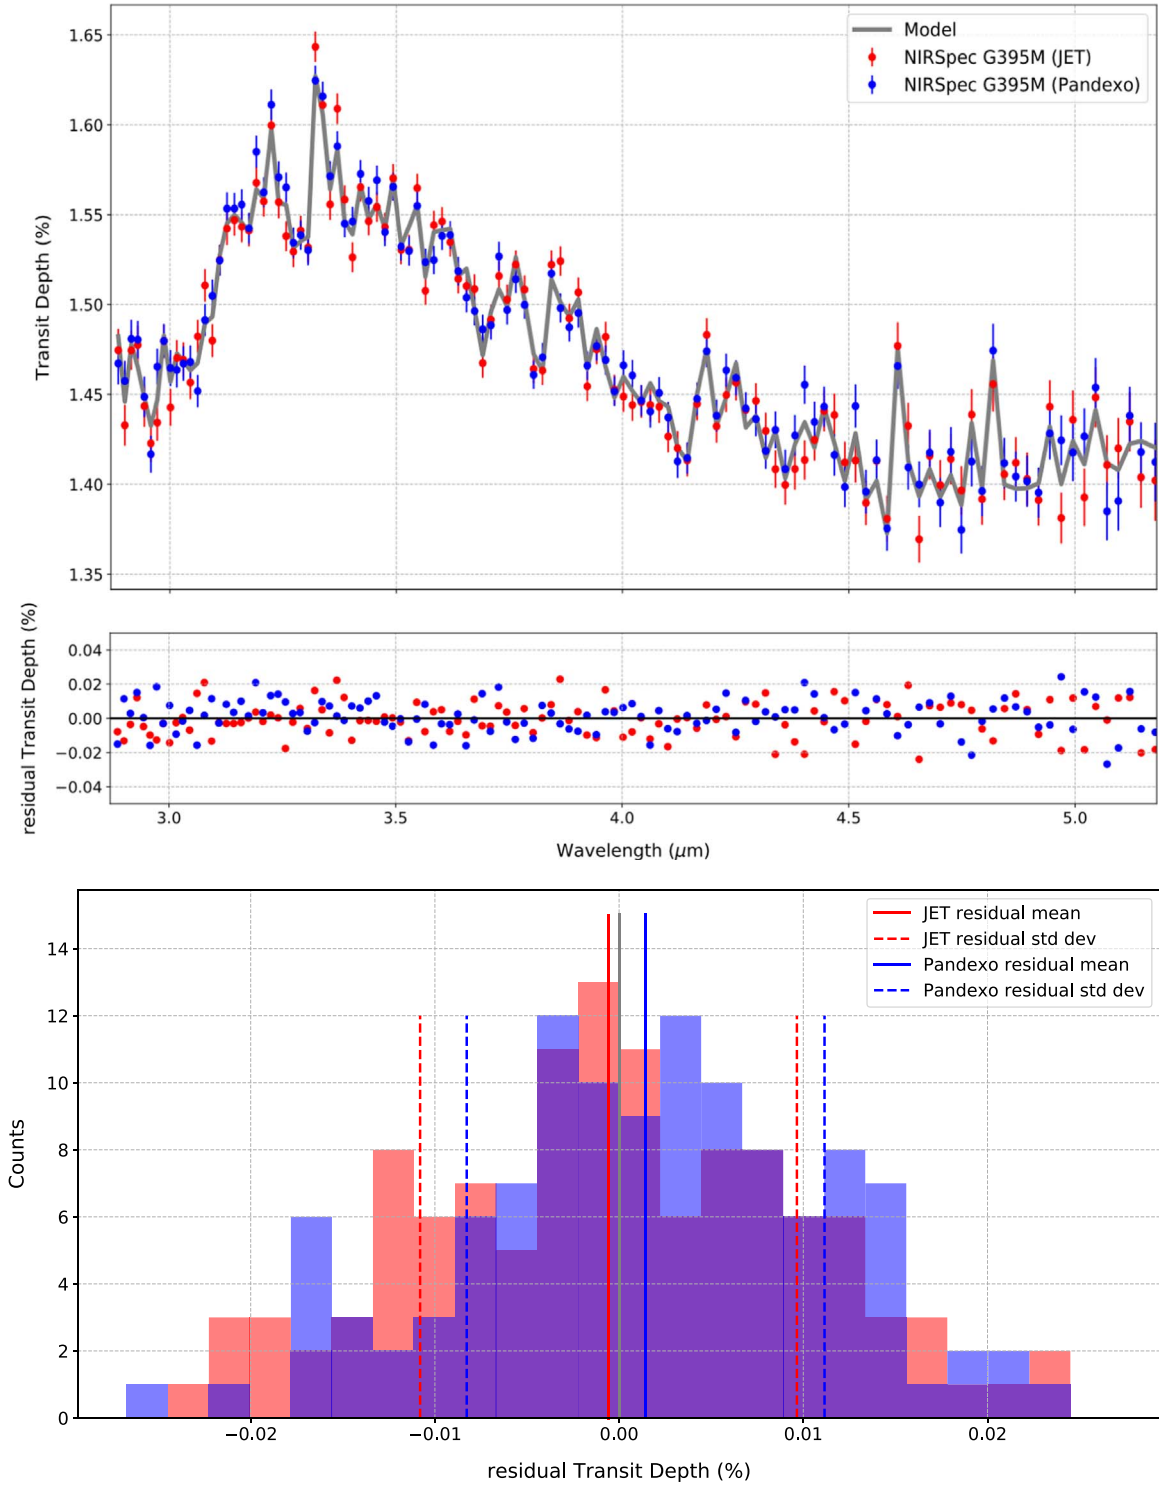 Transit Depth (%)
1.65
1.60
1.55
1.50
1.45
1.40
1.35
Model
NIRSpec G395M (JET)
NIRSpec G395M (Pandexo)
residual Transit Depth (%)
0.04
0.02
0.00
−0.02
−0.04
3.0 3.5 4.0 4.5 5.0
Wavelength (μm)
Counts
14
12
10
8
6
4
2
0
JET residual mean
JET residual std dev
Pandexo residual mean
Pandexo residual std dev
−0.02 −0.01 0.00 0.01 0.02
residual Transit Depth (%)